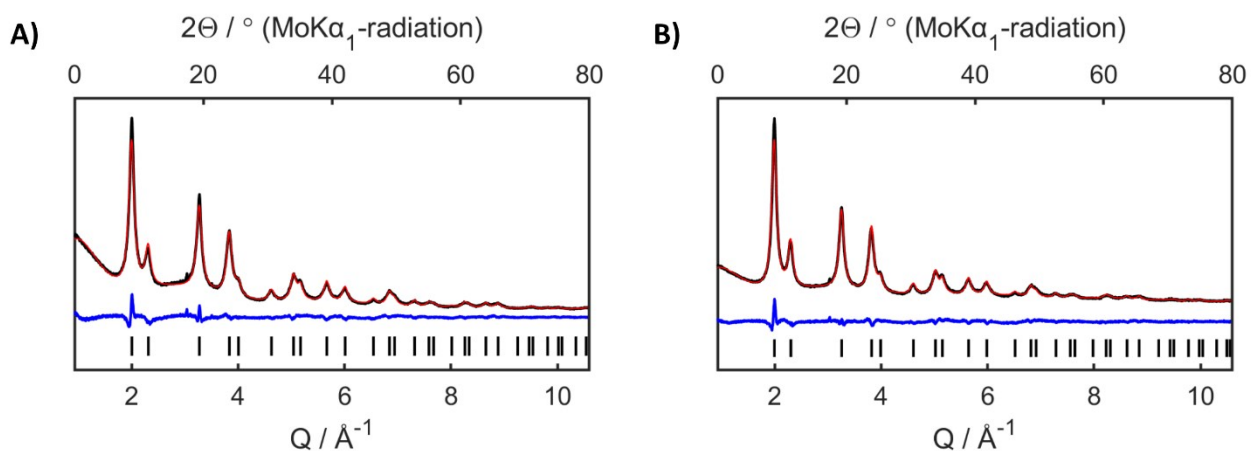 A)
2Θ / ° (MoKα₁-radiation)
0 20 40 60 80
2 4 6 8 10
Q / Å⁻¹
B)
2Θ / ° (MoKα₁-radiation)
0 20 40 60 80
2 4 6 8 10
Q / Å⁻¹